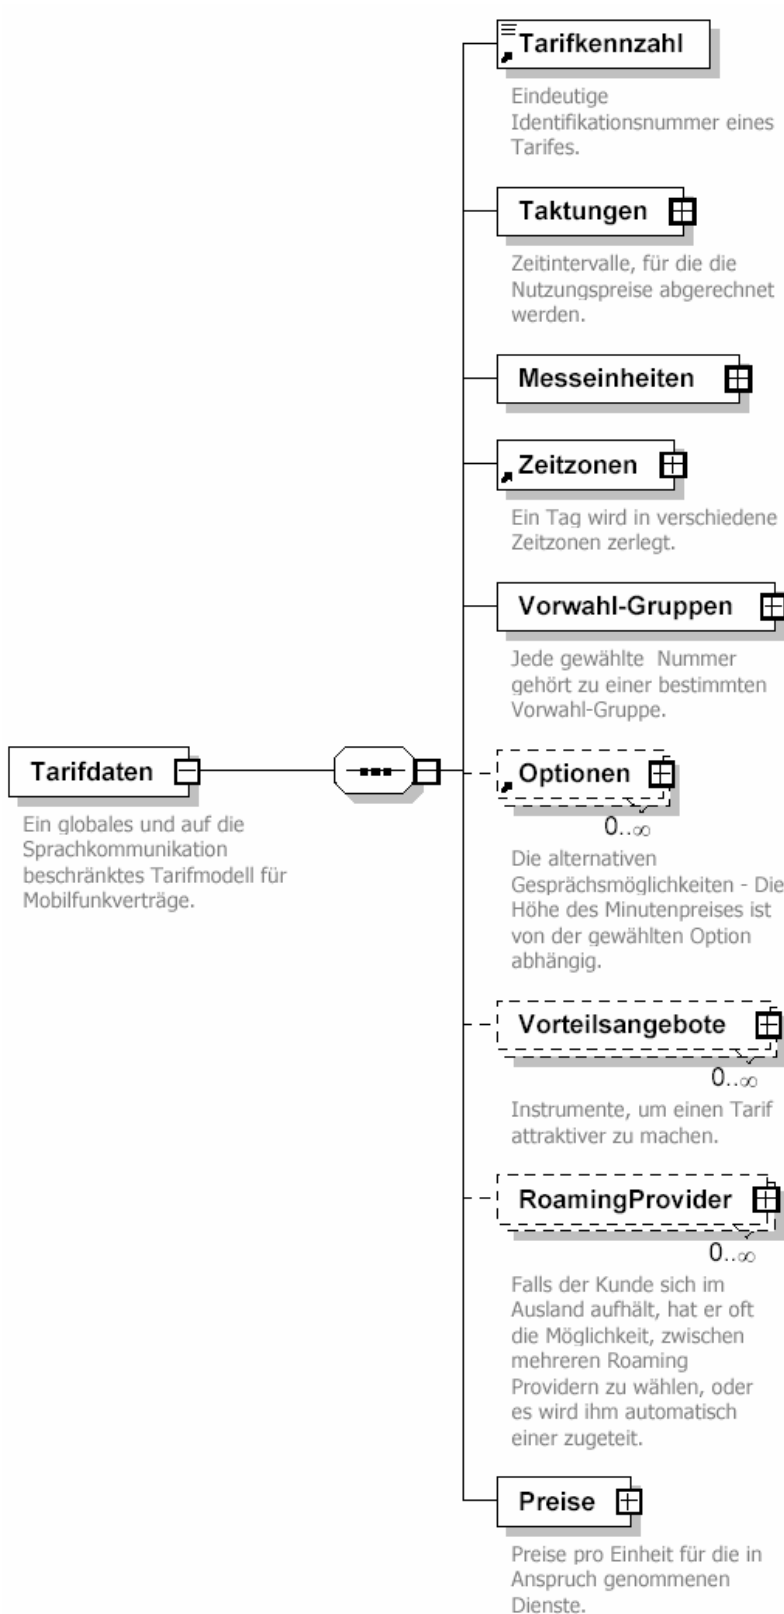 Tarifkennzahl
Eindeutige
Identifikationsnummer eines
Tarifes.
Taktungen
Zeitintervalle, für die die
Nutzungspreise abgerechnet
werden.
Messeinheiten
Zeitzonen
Ein Tag wird in verschiedene
Zeitzonen zerlegt.
Vorwahl-Gruppen
Jede gewählte Nummer
gehört zu einer bestimmten
Vorwahl-Gruppe.
Tarifdaten
Ein globales und auf die
Sprachkommunikation
beschränktes Tarifmodell für
Mobilfunkverträge.
Optionen
0..∞
Die alternativen
Gesprächsmöglichkeiten - Die
Höhe des Minutenpreises ist
von der gewählten Option
abhängig.
Vorteilsangebote
0..∞
Instrumente, um einen Tarif
attraktiver zu machen.
RoamingProvider
0..∞
Falls der Kunde sich im
Ausland aufhält, hat er oft
die Möglichkeit, zwischen
mehreren Roaming
Providern zu wählen, oder
es wird ihm automatisch
einer zugeteit.
Preise
Preise pro Einheit für die in
Anspruch genommenen
Dienste.